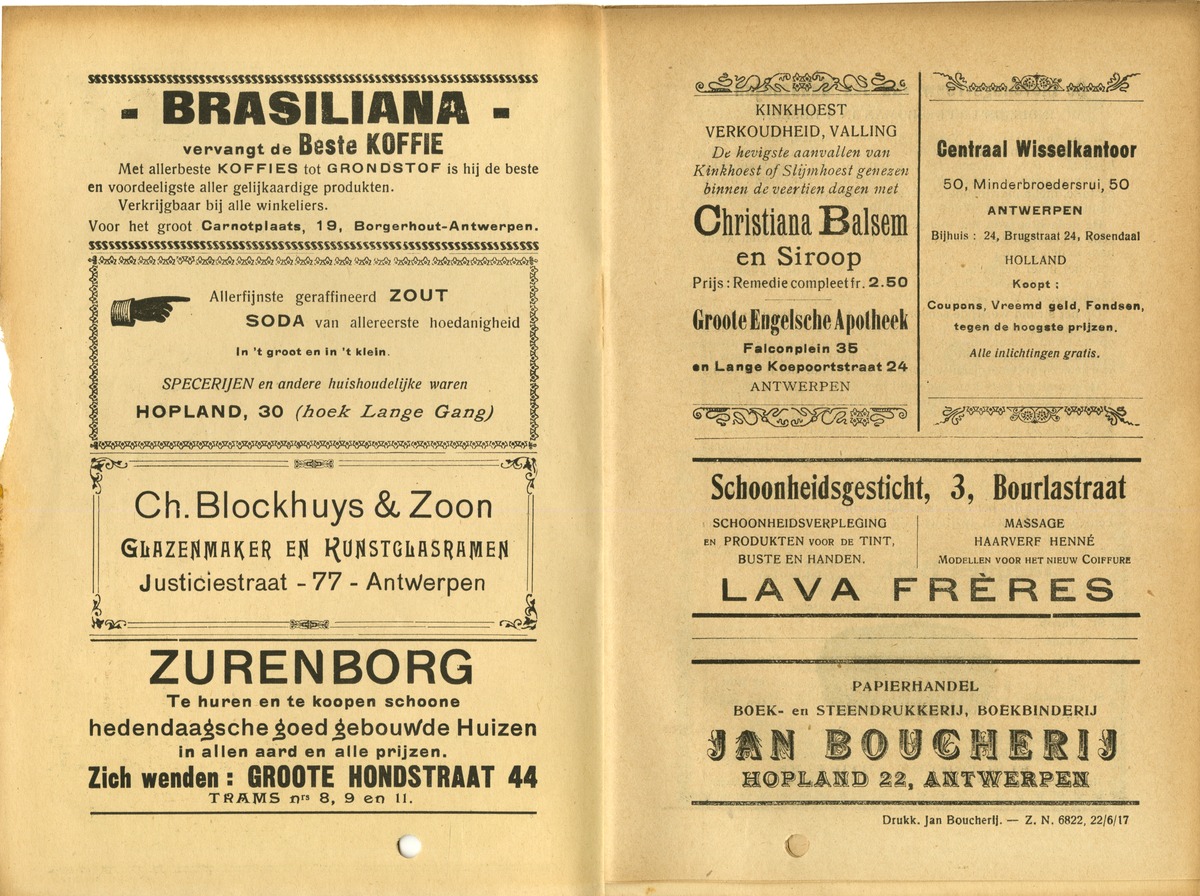 - BRASILIANA -
vervangt de Beste KOFFIE
Met allerbeste KOFFIES tot GRONDSTOF is hij de beste
en voordeeligste aller gelijkaardige produkten.
Verkrijgbaar bij alle winkeliers.
Voor het groot Carnotplaats, 19, Borgerhout-Antwerpen.
Allerfijnste geraffineerd ZOUT
SODA van allereerste hoedanigheid
In 't groot en in 't klein.
SPECERIJEN en andere huishoudelijke waren
HOPLAND, 30 (hoek Lange Gang)
Ch. Blockhuys & Zoon
GLAZENMAKER EN KUNSTGLASRAMEN
Justiciestraat - 77 - Antwerpen
ZURENBORG
Te huren en te koopen schoone
hedendaagsche goed gebouwde Huizen
in allen aard en alle prijzen.
Zich wenden : GROOTE HONDSTRAAT 44
TRAMS nrs 8, 9 en 11.
KINKHOEST
VERKOUDHEID, VALLING
De hevigste aanvallen van
Kinkhoest of Slijmhoest genezen
binnen de veertien dagen met
Christiana Balsem
en Siroop
Prijs : Remedie compleet fr. 2.50
Groote Engelsche Apotheek
Falconplein 35
en Lange Koepoortstraat 24
ANTWERPEN
Centraal Wisselkantoor
50, Minderbroedersrui, 50
ANTWERPEN
Bijhuis : 24, Brugstraat 24, Rosendaal
HOLLAND
Koopt :
Coupons, Vreemd geld, Fondsen,
tegen de hoogste prijzen.
Alle inlichtingen gratis.
Schoonheidsgesticht, 3, Bourlastraat
SCHOONHEIDSVERPLEGING
EN PRODUKTEN VOOR DE TINT,
BUSTE EN HANDEN.
MASSAGE
HAARVERF HENNÉ
MODELLEN VOOR HET NIEUW COIFFURE
LAVA FRÈRES
PAPIERHANDEL
BOEK- en STEENDRUKKERIJ, BOEKBINDERIJ
JAN BOUCHERIJ
HOPLAND 22, ANTWERPEN
Drukk. Jan Boucherij. — Z. N. 6822, 22/6/17